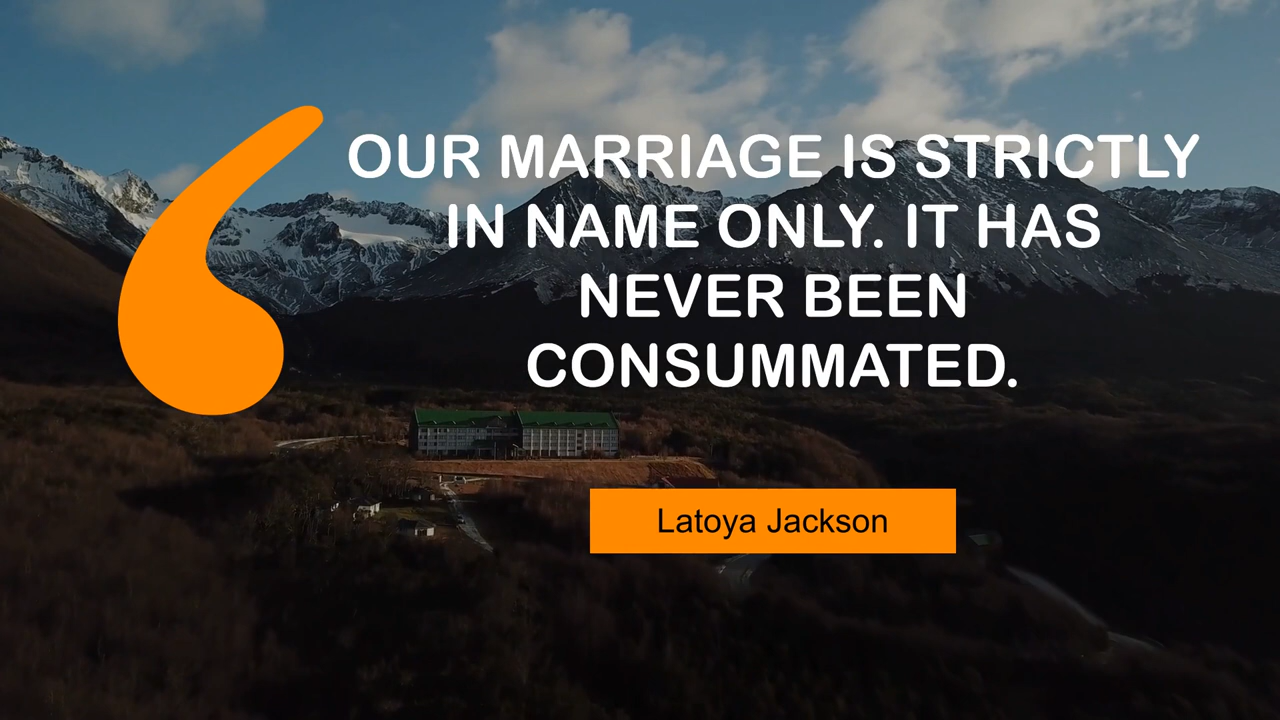 OUR MARRIAGE IS STRICTLY
IN NAME ONLY. IT HAS
NEVER BEEN
CONSUMMATED.
Latoya Jackson